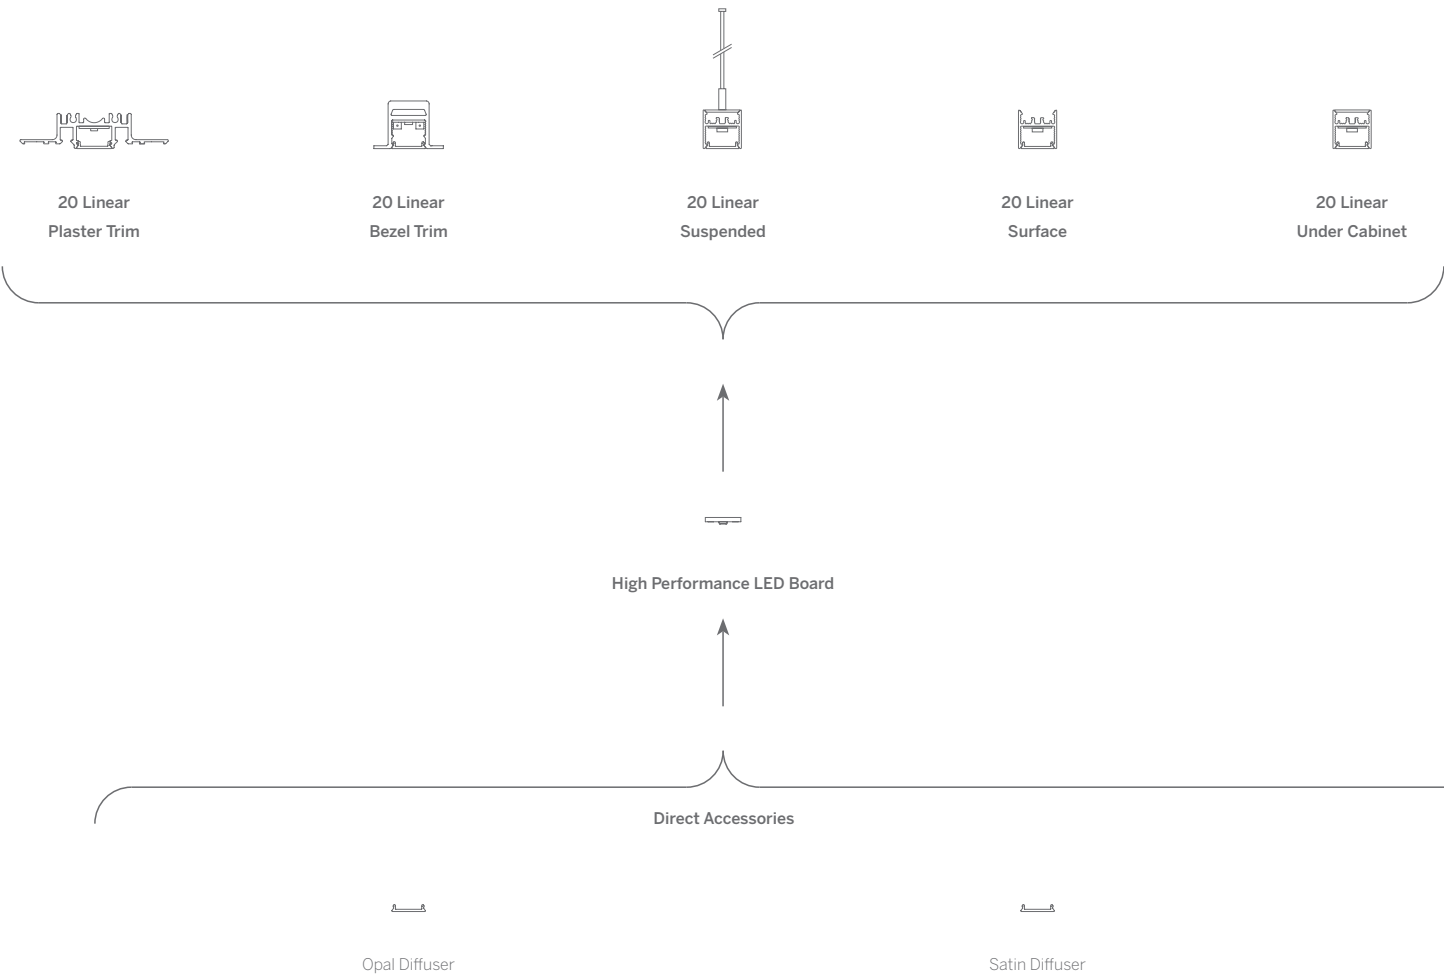 20 Linear
Plaster Trim
20 Linear
Bezel Trim
20 Linear
Suspended
20 Linear
Surface
20 Linear
Under Cabinet
High Performance LED Board
Direct Accessories
Opal Diffuser
Satin Diffuser